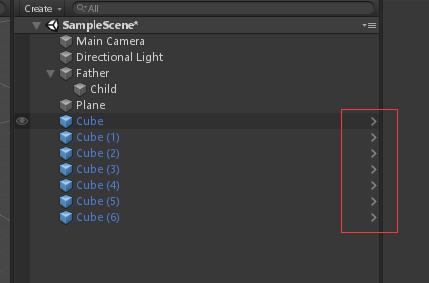 Create
All
SampleScene*
Main Camera
Directional Light
Father
Child
Plane
Cube
Cube (1)
Cube (2)
Cube (3)
Cube (4)
Cube (5)
Cube (6)